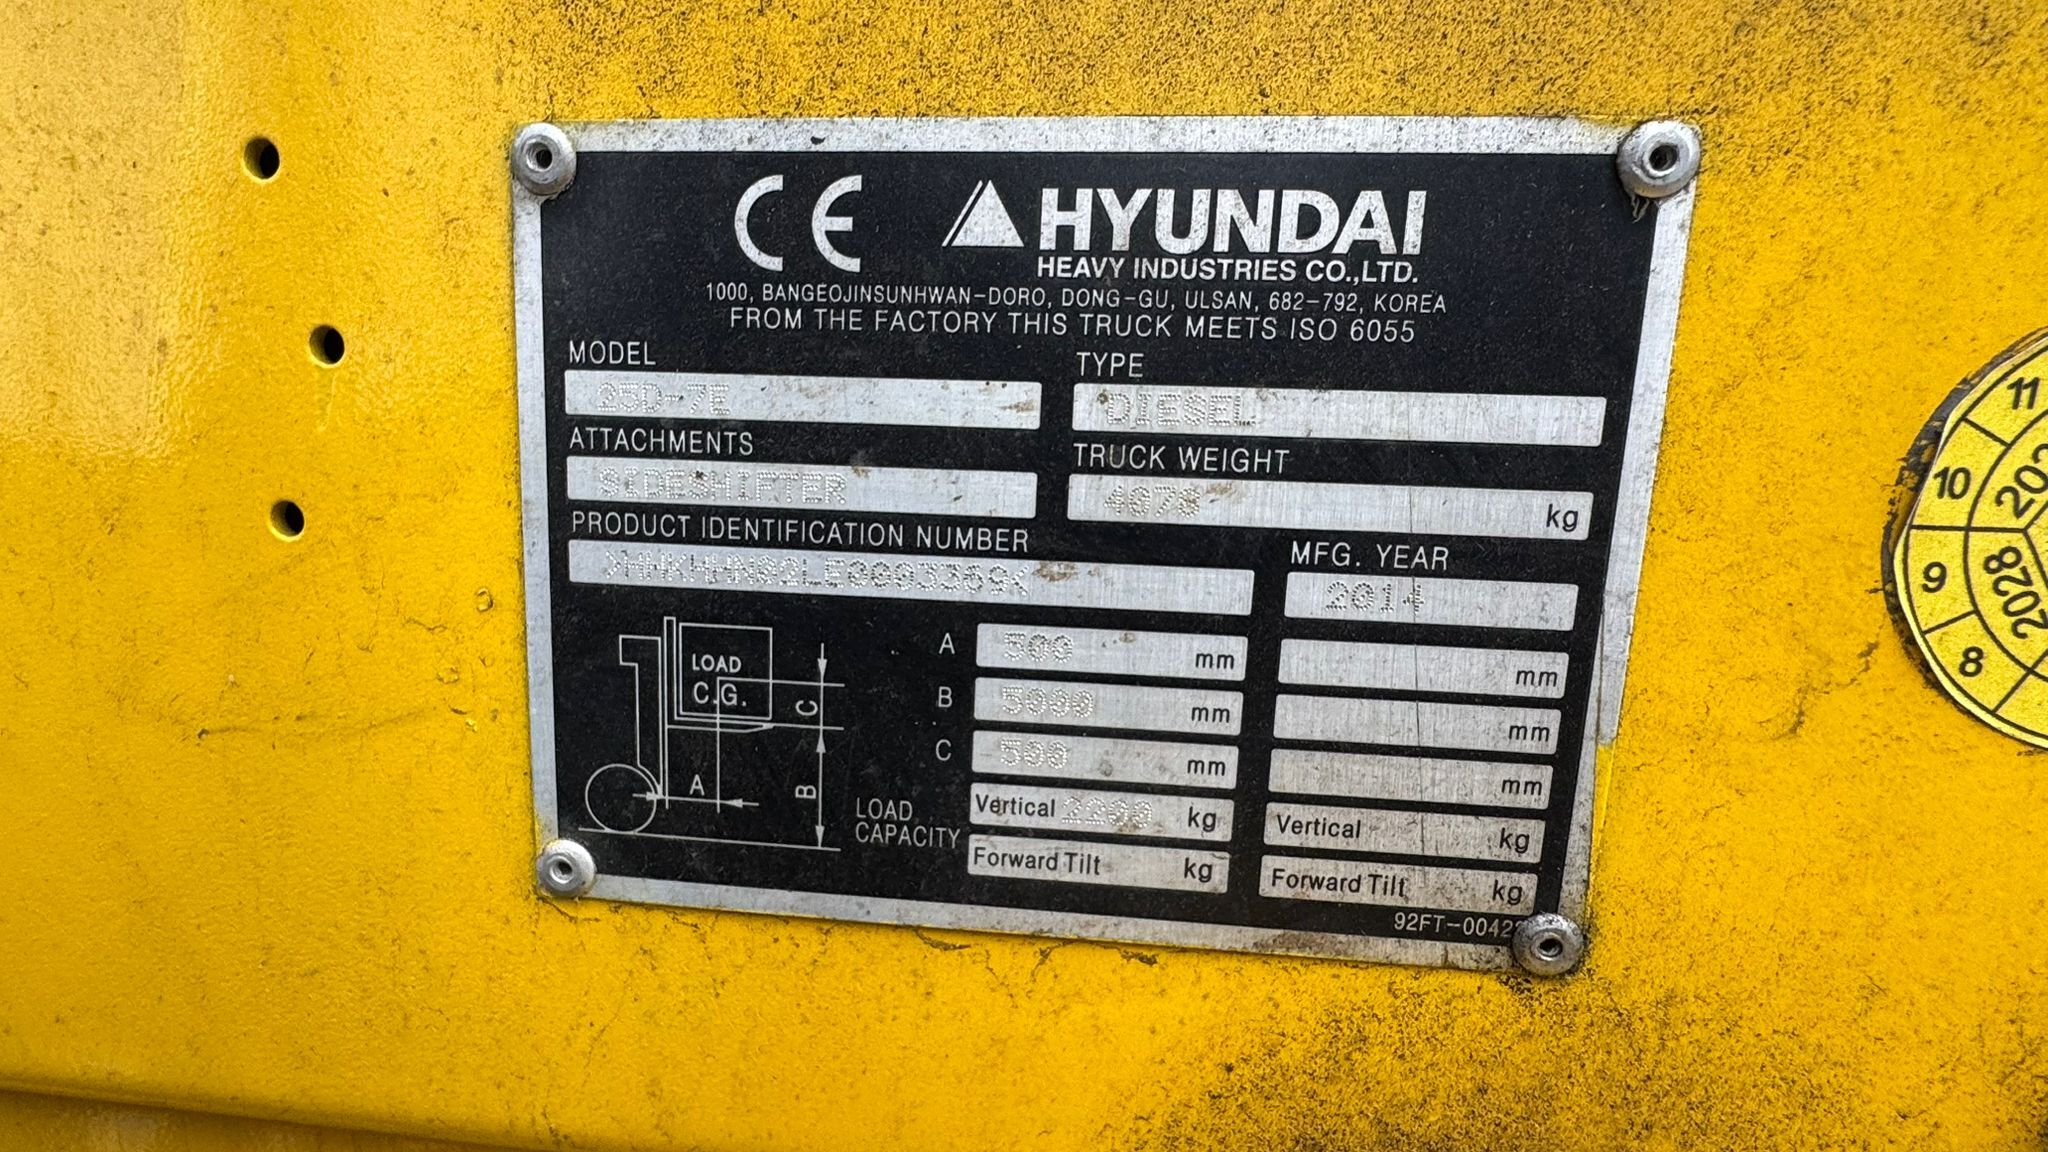 CE HYUNDAI
HEAVY INDUSTRIES CO.,LTD.
1000, BANGEOJINSUNHWAN-DORO, DONG-GU, ULSAN, 682-792, KOREA
FROM THE FACTORY THIS TRUCK MEETS ISO 6055
MODEL
25D-7E
TYPE
DIESEL
ATTACHMENTS
SIDESHIFTER
TRUCK WEIGHT
4078 kg
PRODUCT IDENTIFICATION NUMBER
MFG. YEAR
2014
LOAD
C.G.
A
B
C
A 500 mm
mm
B 5000 mm
mm
C 500 mm
mm
LOAD
CAPACITY
Vertical 2200 kg
Vertical kg
Forward Tilt kg
Forward Tilt kg
11
10
9
8
2028